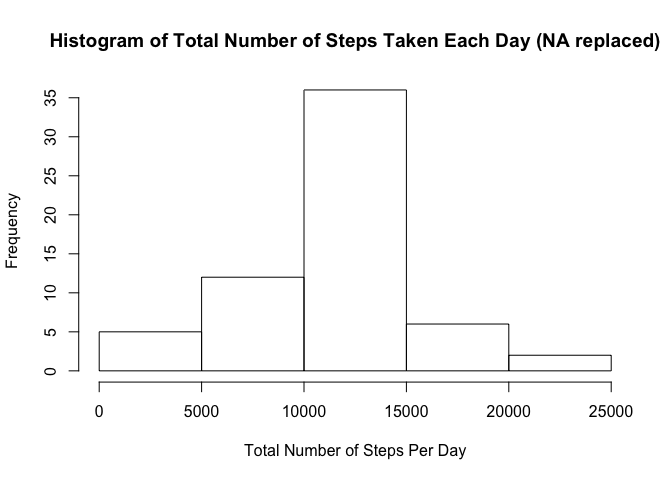 Histogram of Total Number of Steps Taken Each Day (NA replaced)
Frequency
35
30
25
20
15
10
5
0
0 5000 10000 15000 20000 25000
Total Number of Steps Per Day